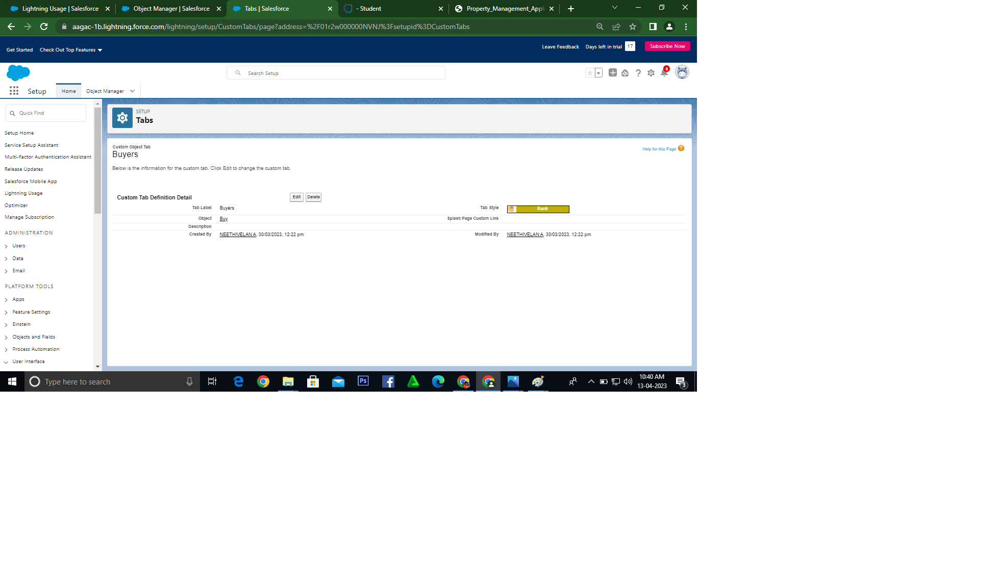 Lightning Usage | Salesforce
Object Manager | Salesforce
Tabs | Salesforce
- Student
Property_Management_Appli
aagac-1b.lightning.force.com/lightning/setup/CustomTabs/page?address=%2F01r2w000000NVNJ%3Fsetupid%3DCustomTabs
Get Started
Check Out Top Features
Leave Feedback
Days left in trial
17
Subscribe Now
Search Setup
6
Setup
Home
Object Manager
Quick Find
Setup Home
Service Setup Assistant
Multi-Factor Authentication Assistant
Release Updates
Salesforce Mobile App
Lightning Usage
Optimizer
Manage Subscription
ADMINISTRATION
Users
Data
Email
PLATFORM TOOLS
Apps
Feature Settings
Einstein
Objects and Fields
Process Automation
User Interface
SETUP
Tabs
Custom Object Tab
Buyers
Help for this Page
Below is the information for the custom tab. Click Edit to change the custom tab.
Custom Tab Definition Detail
Edit
Delete
Tab Label Buyers Tab Style Bank
Object Buy Splash Page Custom Link
Description
Created By NEETHIVELAN A, 30/03/2023, 12:22 pm Modified By NEETHIVELAN A, 30/03/2023, 12:22 pm
Type here to search
Ps
10:40 AM
13-04-2023
3